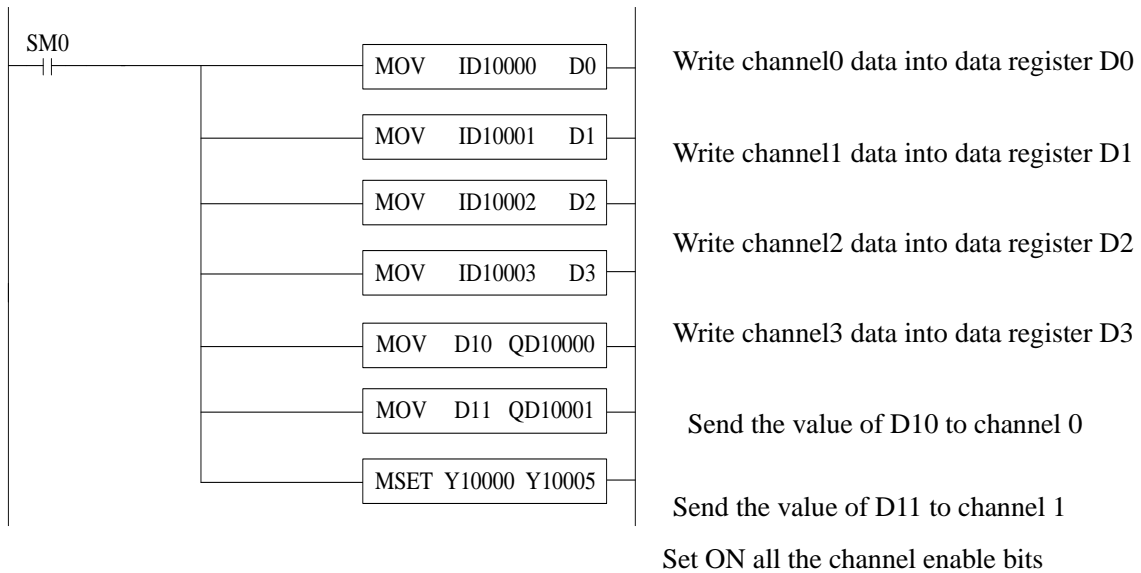 SM0
MOV ID10000 D0
Write channel0 data into data register D0
MOV ID10001 D1
Write channel1 data into data register D1
MOV ID10002 D2
Write channel2 data into data register D2
MOV ID10003 D3
Write channel3 data into data register D3
MOV D10 QD10000
MOV D11 QD10001
Send the value of D10 to channel 0
MSET Y10000 Y10005
Send the value of D11 to channel 1
Set ON all the channel enable bits